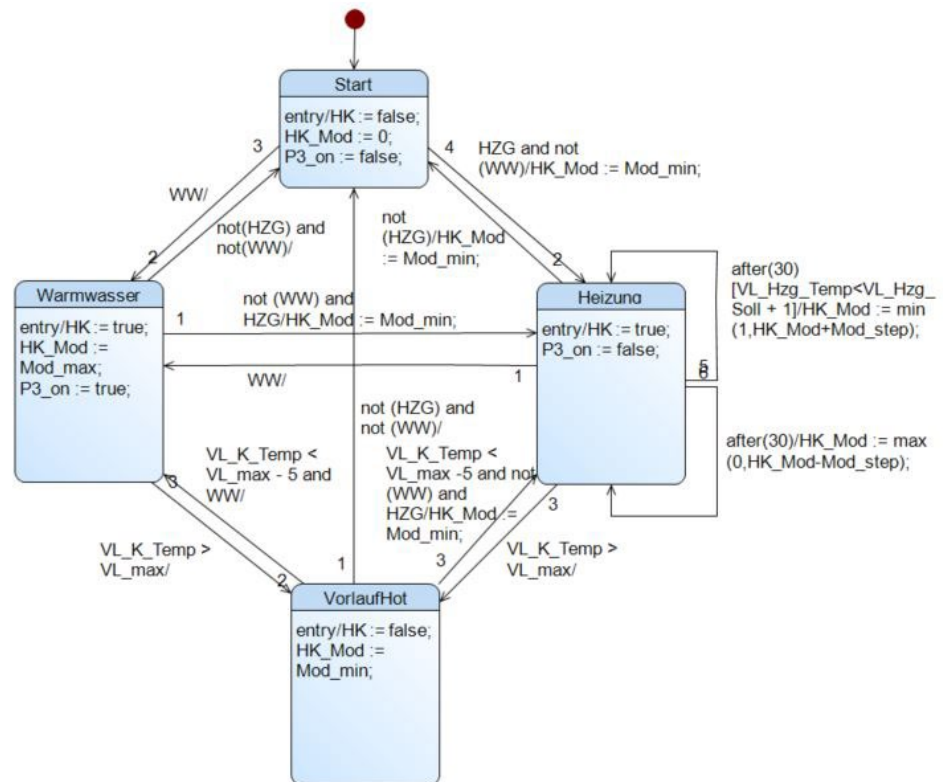 Start
entry/HK := false;
HK_Mod := 0;
P3_on := false;
3
4
HZG and not
(WW)/HK_Mod := Mod_min;
WW/
not(HZG) and
not(WW)/
not
(HZG)/HK_Mod
:= Mod_min;
2
2
Warmwasser
entry/HK := true;
HK_Mod :=
Mod_max;
P3_on := true;
1
not (WW) and
HZG/HK_Mod := Mod_min;
Heizung
entry/HK := true;
P3_on := false;
after(30)
[VL_Hzg_Temp<VL_Hzg_
Soll + 1]/HK_Mod := min
(1,HK_Mod+Mod_step);
5
6
WW/
1
after(30)/HK_Mod := max
(0,HK_Mod-Mod_step);
not (HZG) and
not (WW)/
VL_K_Temp <
VL_max - 5 and
WW/
VL_K_Temp <
VL_max -5 and not
(WW) and
HZG/HK_Mod :=
Mod_min;
3
3
VL_K_Temp >
VL_max/
VL_K_Temp >
VL_max/
2
1
3
VorlaufHot
entry/HK := false;
HK_Mod :=
Mod_min;